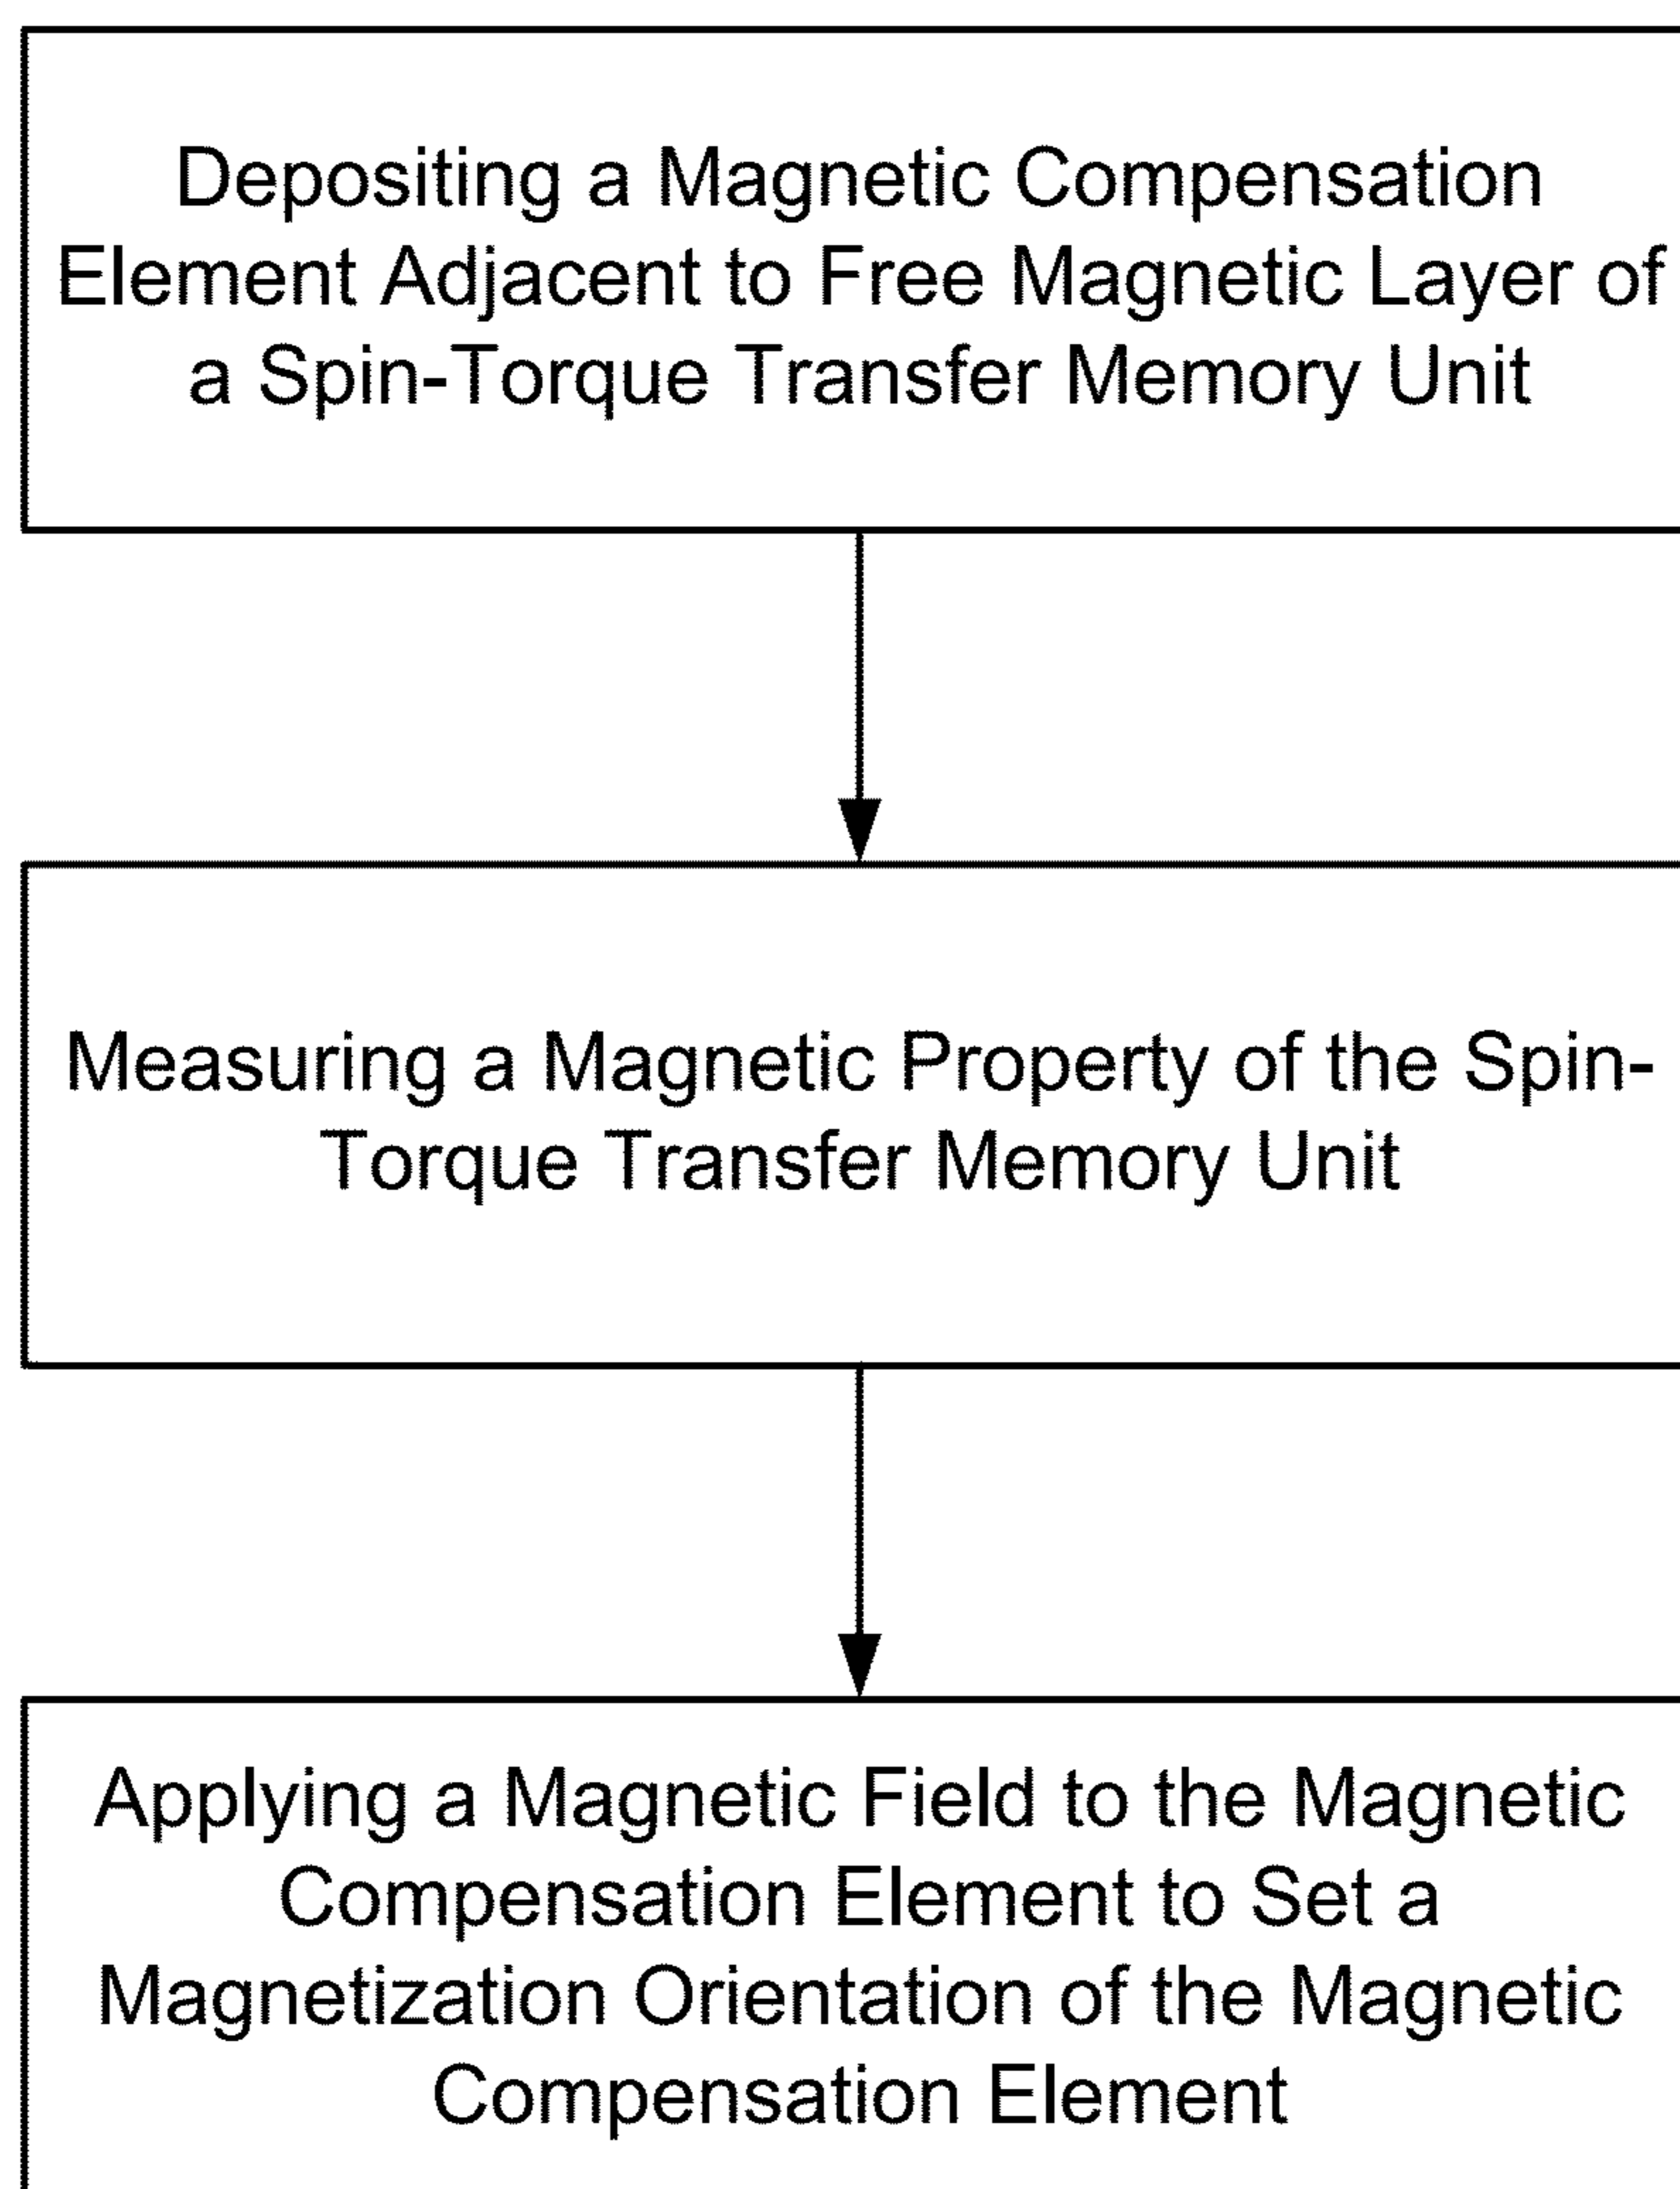 Depositing a Magnetic Compensation
Element Adjacent to Free Magnetic Layer of
a Spin-Torque Transfer Memory Unit
Measuring a Magnetic Property of the Spin-
Torque Transfer Memory Unit
Applying a Magnetic Field to the Magnetic
Compensation Element to Set a
Magnetization Orientation of the Magnetic
Compensation Element